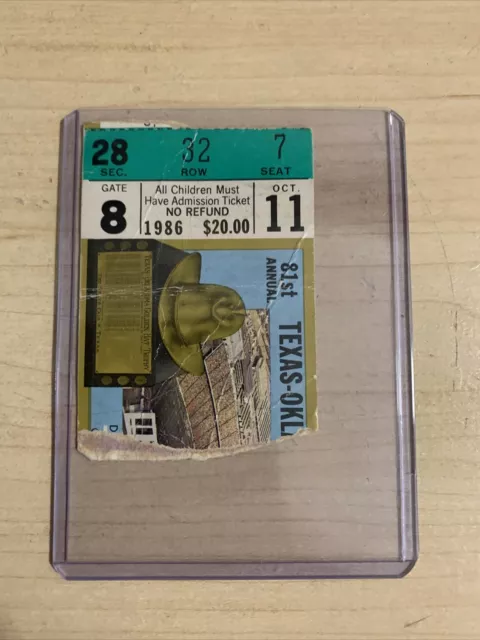 28 32 7
SEC. ROW SEAT
GATE 8
All Children Must
Have Admission Ticket
NO REFUND
1986 $20.00
OCT.
11
81st
ANNUAL
TEXAS-OKL